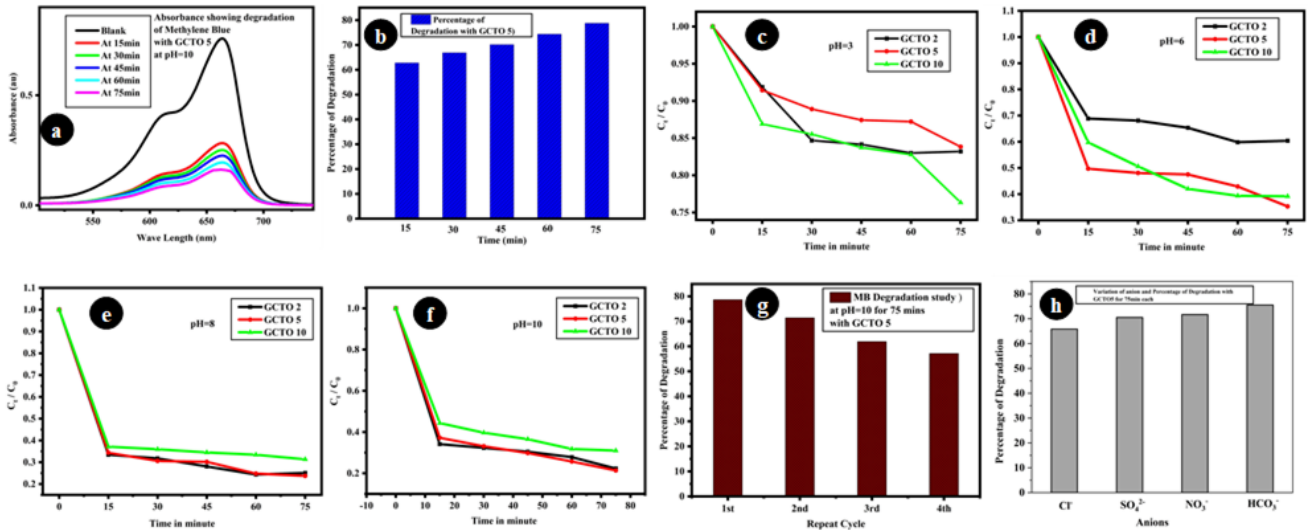 Absorbance showing degradation
of Methylene Blue
with GCTO 5
at pH=10
Blank
At 15min
At 30min
At 45min
At 60min
At 75min
a
Absorbance (au)
0.5
0.0
550 600 650 700
Wave Length (nm)
b
Percentage of
Degradation with GCTO 5)
Percentage of Degradation
80
70
60
50
40
30
20
10
0
15 30 45 60 75
Time (min)
c
pH=3
GCTO 2
GCTO 5
GCTO 10
Ct / C0
1.00
0.95
0.90
0.85
0.80
0.75
0 15 30 45 60 75
Time in minute
d
pH=6
GCTO 2
GCTO 5
GCTO 10
Ct / C0
1.0
0.9
0.8
0.7
0.6
0.5
0.4
0.3
0 15 30 45 60 75
Time in minute
e
pH=8
GCTO 2
GCTO 5
GCTO 10
Ct / C0
1.1
1.0
0.9
0.8
0.7
0.6
0.5
0.4
0.3
0.2
0 15 30 45 60 75
Time in minute
f
pH=10
GCTO 2
GCTO 5
GCTO 10
Ct / C0
1.0
0.8
0.6
0.4
0.2
-10 0 10 20 30 40 50 60 70 80
Time in minute
g
MB Degradation study )
at pH=10 for 75 mins
with GCTO 5
Percentage of Degradation
80
70
60
50
40
30
20
10
0
1st 2nd 3rd 4th
Repeat Cycle
h
Variation of anion and Percentage of Degradation with
GCTO5 for 75min each
Percentage of Degradation
80
70
60
50
40
30
20
10
0
Cl⁻ SO₄²⁻ NO₃⁻ HCO₃⁻
Anions